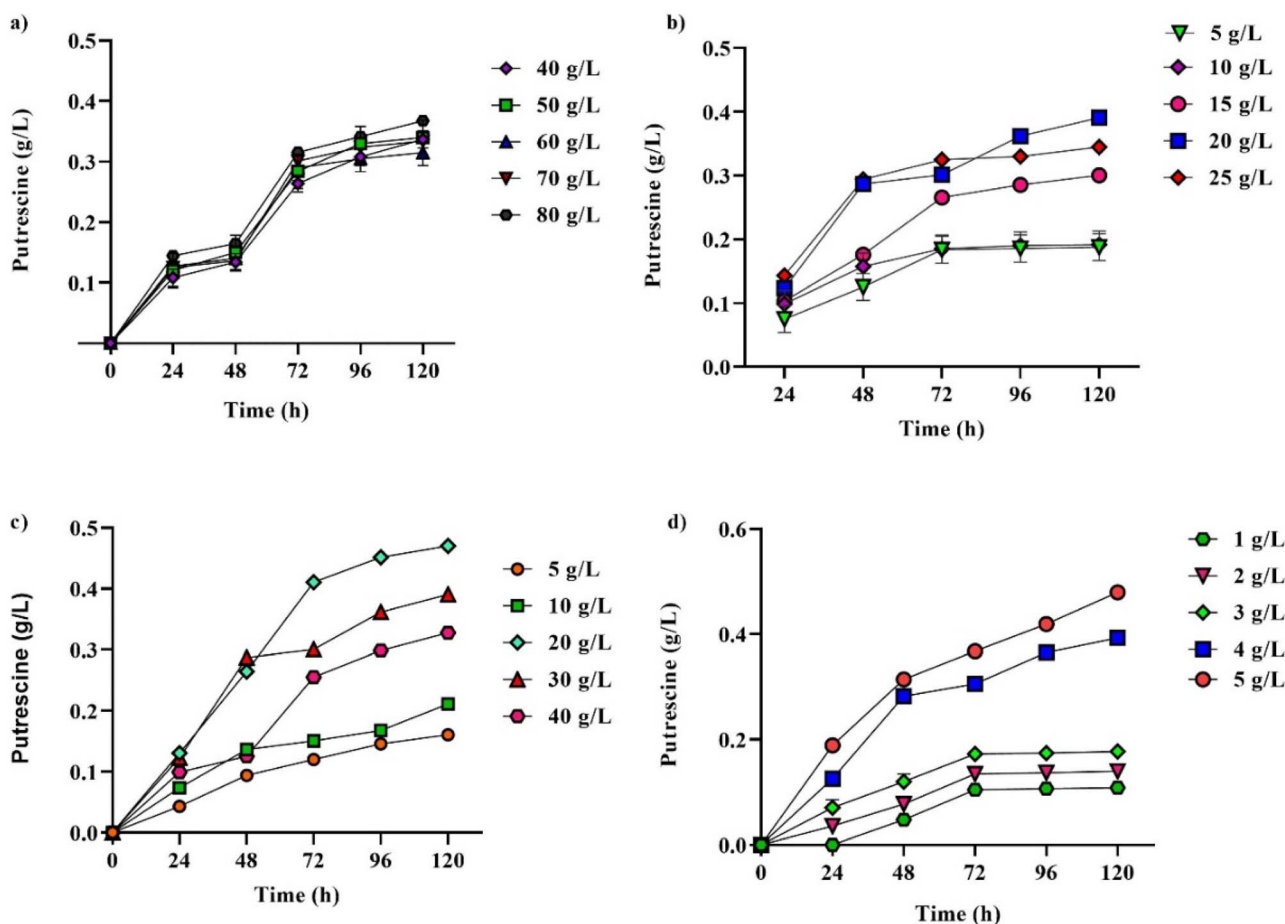 a)
Putrescine (g/L)
0.5
0.4
0.3
0.2
0.1
0
24
48
72
96
120
Time (h)
40 g/L
50 g/L
60 g/L
70 g/L
80 g/L
b)
Putrescine (g/L)
0.5
0.4
0.3
0.2
0.1
0.0
24
48
72
96
120
Time (h)
5 g/L
10 g/L
15 g/L
20 g/L
25 g/L
c)
Putrescine (g/L)
0.5
0.4
0.3
0.2
0.1
0.0
0
24
48
72
96
120
Time (h)
5 g/L
10 g/L
20 g/L
30 g/L
40 g/L
d)
Putrescine (g/L)
0.6
0.4
0.2
0.0
0
24
48
72
96
120
Time (h)
1 g/L
2 g/L
3 g/L
4 g/L
5 g/L